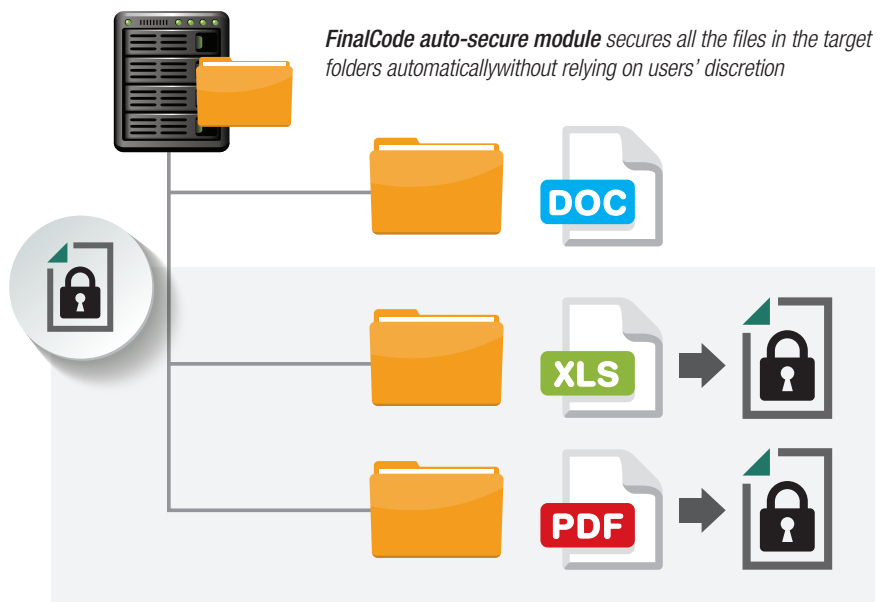 FinalCode auto-secure module secures all the files in the target
folders automaticallywithout relying on users’ discretion
DOC
XLS
PDF